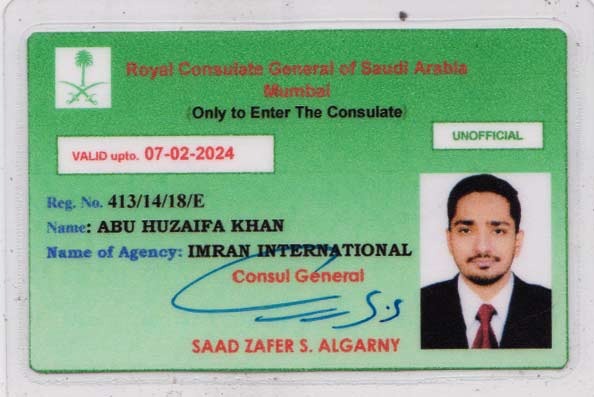 Royal Consulate General of Saudi Arabia
Mumbai
(Only to Enter The Consulate)
UNOFFICIAL
VALID upto. 07-02-2024
Reg. No. 413/14/18/E
Name: ABU HUZAIFA KHAN
Name of Agency: IMRAN INTERNATIONAL
Consul General
SAAD ZAFER S. ALGARNY